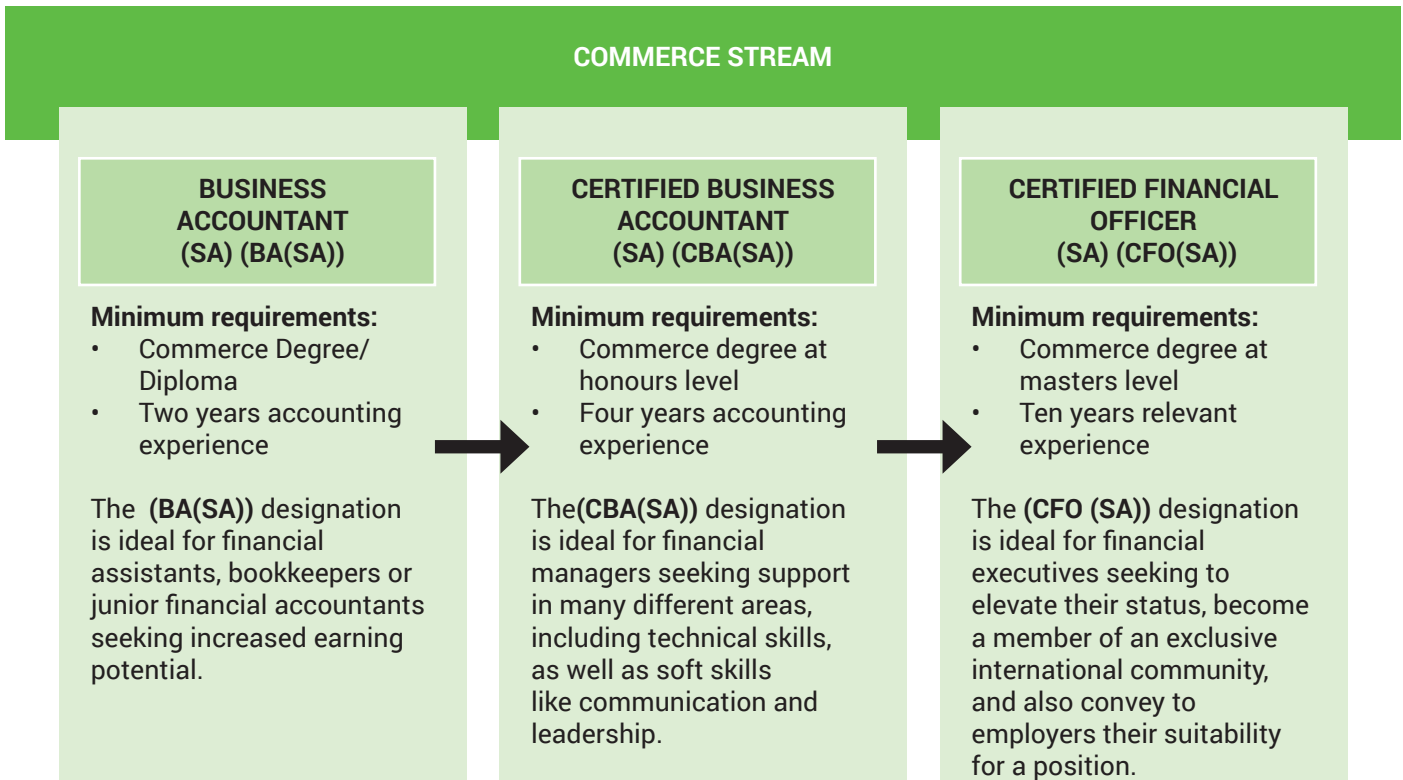 COMMERCE STREAM
BUSINESS
ACCOUNTANT
(SA) (BA(SA))
Minimum requirements:
• Commerce Degree/
Diploma
• Two years accounting
experience
The (BA(SA)) designation
is ideal for financial
assistants, bookkeepers or
junior financial accountants
seeking increased earning
potential.
CERTIFIED BUSINESS
ACCOUNTANT
(SA) (CBA(SA))
Minimum requirements:
• Commerce degree at
honours level
• Four years accounting
experience
The(CBA(SA)) designation
is ideal for financial
managers seeking support
in many different areas,
including technical skills,
as well as soft skills
like communication and
leadership.
CERTIFIED FINANCIAL
OFFICER
(SA) (CFO(SA))
Minimum requirements:
• Commerce degree at
masters level
• Ten years relevant
experience
The (CFO (SA)) designation
is ideal for financial
executives seeking to
elevate their status, become
a member of an exclusive
international community,
and also convey to
employers their suitability
for a position.